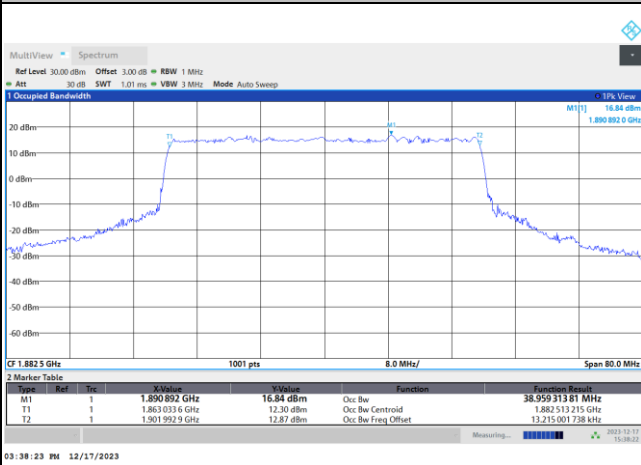 MultiView Spectrum
Ref Level 30.00 dBm Offset 3.00 dB RBW 1 MHz
Att 30 dB SWT 1.01 ms VBW 3 MHz Mode Auto Sweep
1 Occupied Bandwidth 1Pk View
M1[1] 16.84 dBm
1.890 892 0 GHz
M1
T1 T2
20 dBm
10 dBm
0 dBm
-10 dBm
-20 dBm
-30 dBm
-40 dBm
-50 dBm
-60 dBm
CF 1.882 5 GHz 1001 pts 8.0 MHz/ Span 80.0 MHz
2 Marker Table
Type Ref Trc X-Value Y-Value Function Function Result
M1 1 1.890 892 GHz 16.84 dBm Occ Bw 38.959 313 81 MHz
T1 1 1.863 033 6 GHz 12.30 dBm Occ Bw Centroid 1.882 513 215 GHz
T2 1 1.901 992 9 GHz 12.87 dBm Occ Bw Freq Offset 13.215 001 738 kHz
Measuring... 2023-12-17
15:38:22
03:38:23 PM 12/17/2023